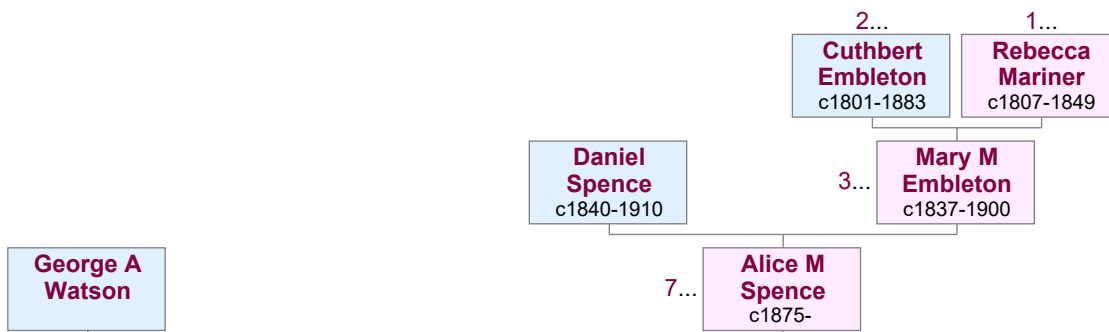 2... 1...
Cuthbert
Embleton
c1801-1883
Rebecca
Mariner
c1807-1849
Daniel
Spence
c1840-1910
3...
Mary M
Embleton
c1837-1900
George A
Watson
7...
Alice M
Spence
c1875-